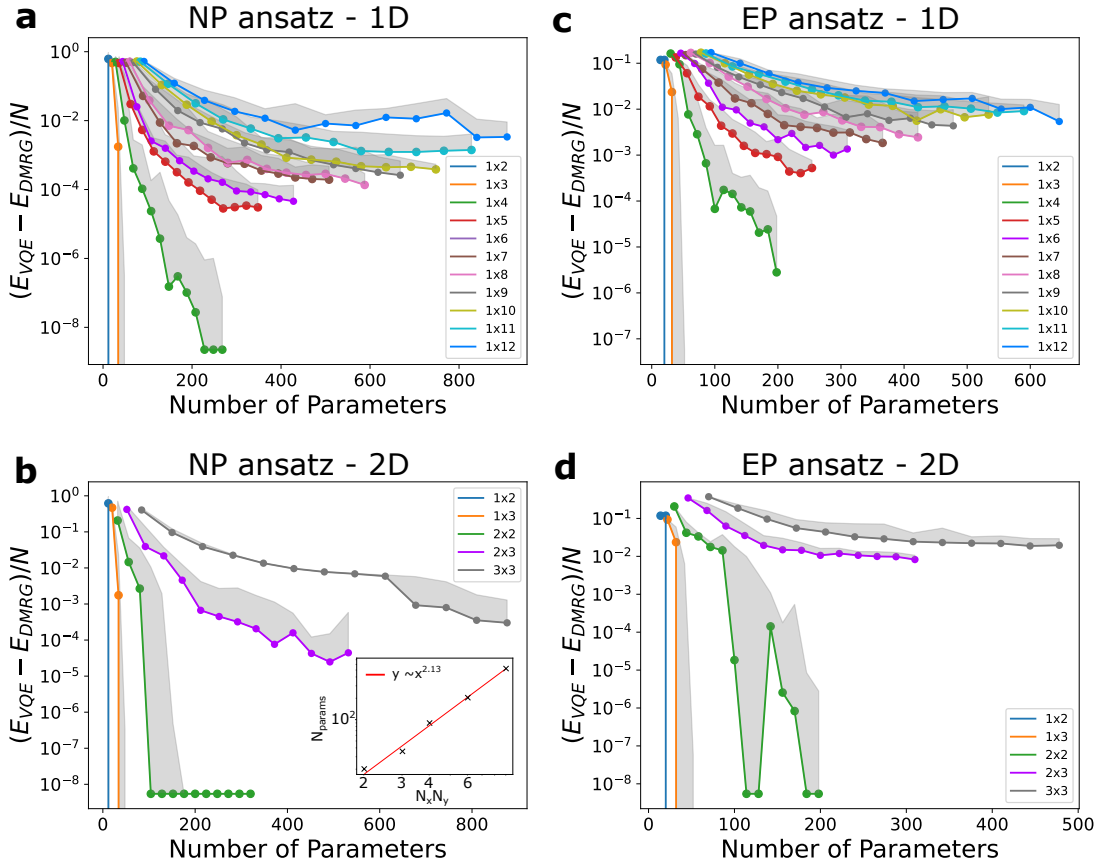 a
NP ansatz - 1D
(E_VQE − E_DMRG)/N
10^0
10^−2
10^−4
10^−6
10^−8
0
200
400
600
800
Number of Parameters
1x2
1x3
1x4
1x5
1x6
1x7
1x8
1x9
1x10
1x11
1x12
c
EP ansatz - 1D
(E_VQE − E_DMRG)/N
10^−1
10^−2
10^−3
10^−4
10^−5
10^−6
10^−7
0
100
200
300
400
500
600
Number of Parameters
1x2
1x3
1x4
1x5
1x6
1x7
1x8
1x9
1x10
1x11
1x12
b
NP ansatz - 2D
(E_VQE − E_DMRG)/N
10^0
10^−1
10^−2
10^−3
10^−4
10^−5
10^−6
10^−7
10^−8
0
200
400
600
800
Number of Parameters
1x2
1x3
2x2
2x3
3x3
y ~x^2.13
N_params
10^2
2
3
4
6
N_xN_y
d
EP ansatz - 2D
(E_VQE − E_DMRG)/N
10^−1
10^−2
10^−3
10^−4
10^−5
10^−6
10^−7
10^−8
0
100
200
300
400
500
Number of Parameters
1x2
1x3
2x2
2x3
3x3